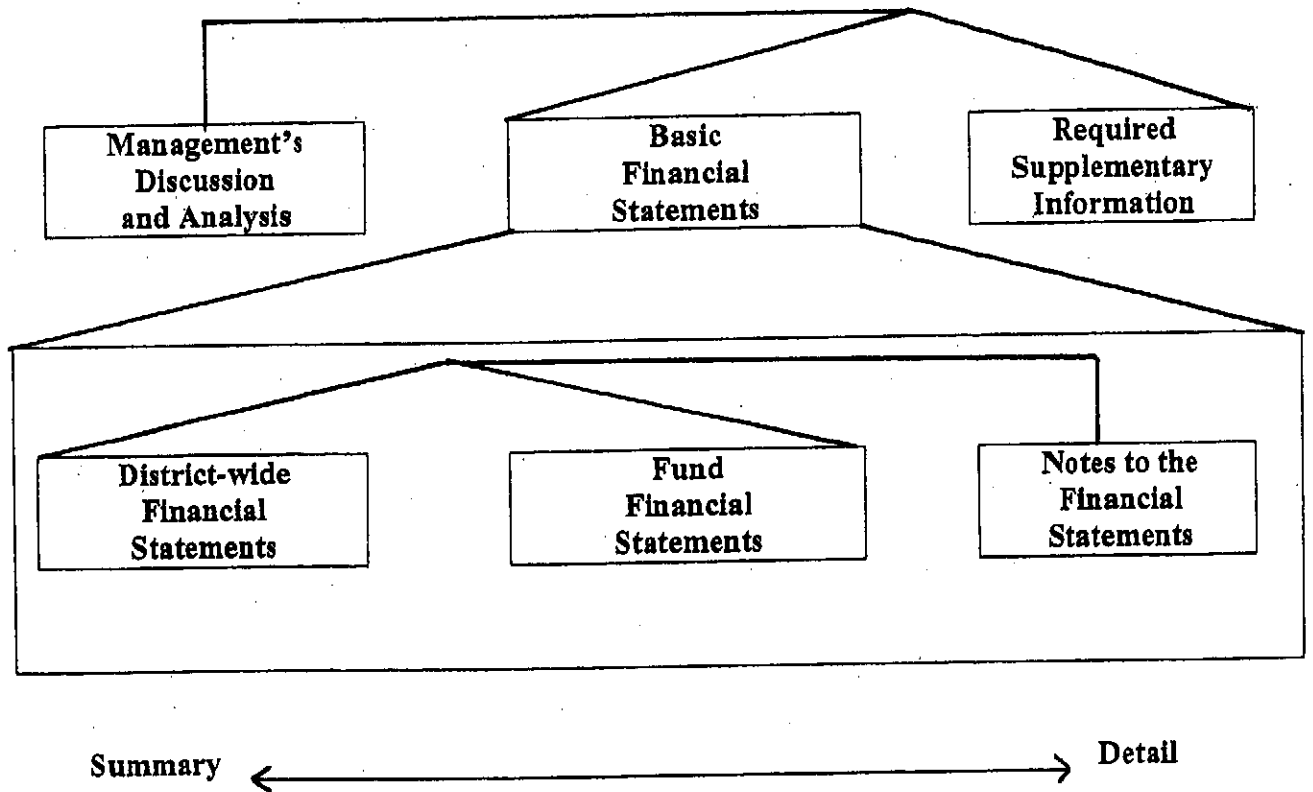 Management's
Discussion
and Analysis
Basic
Financial
Statements
Required
Supplementary
Information
District-wide
Financial
Statements
Fund
Financial
Statements
Notes to the
Financial
Statements
Summary
Detail